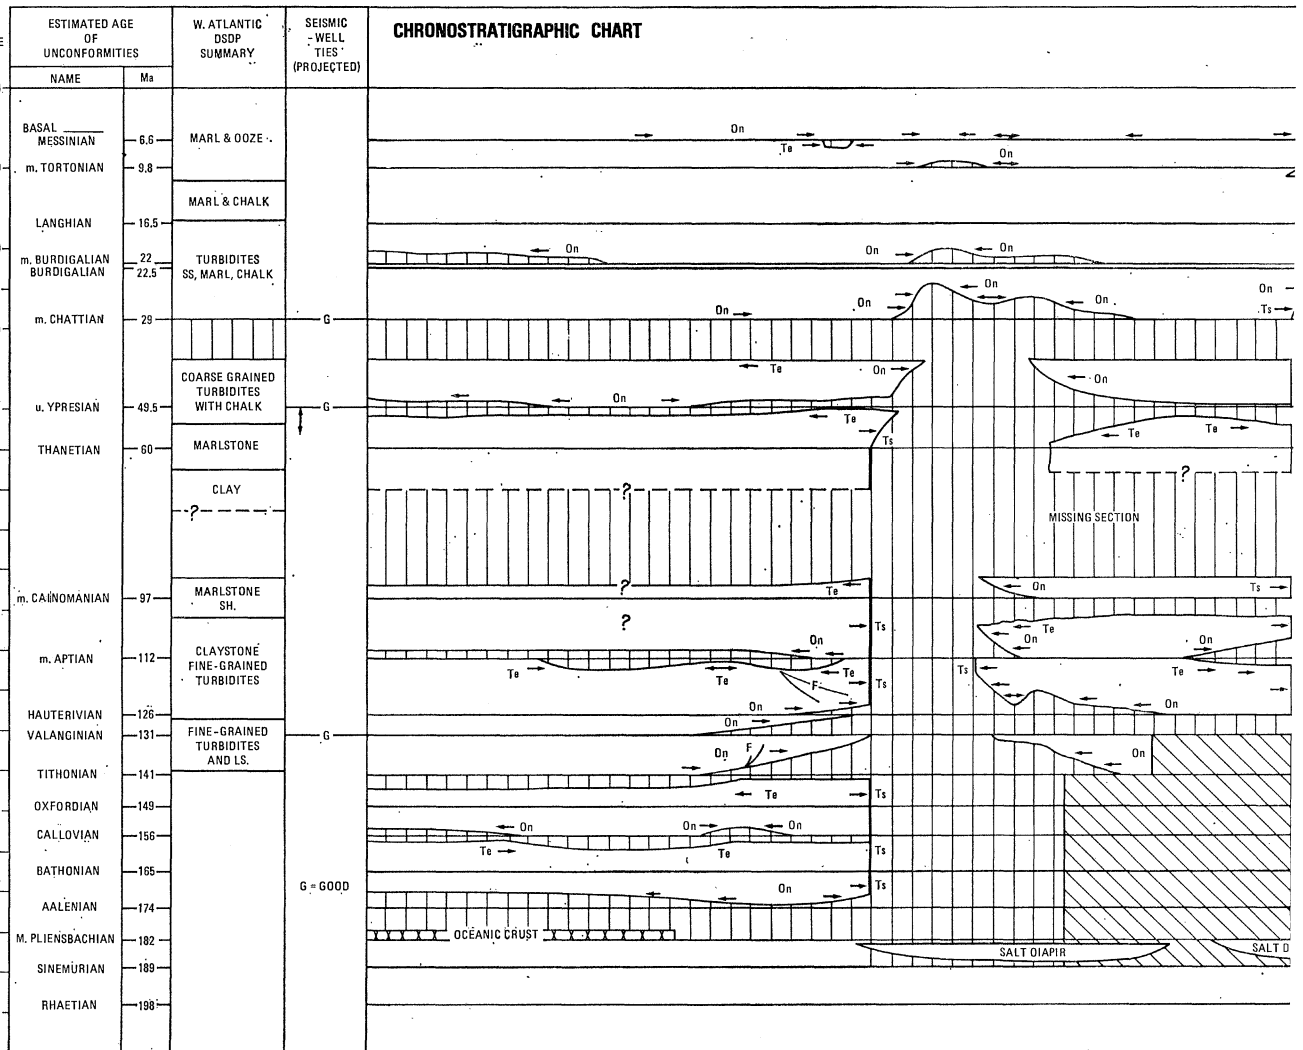 ESTIMATED AGE
OF
UNCONFORMITIES
NAME
Ma
W. ATLANTIC
DSDP
SUMMARY
SEISMIC
-WELL
TIES
(PROJECTED)
CHRONOSTRATIGRAPHIC CHART
BASAL
MESSINIAN
6.6
m. TORTONIAN
9.8
LANGHIAN
16.5
m. BURDIGALIAN
22
BURDIGALIAN
22.5
m. CHATTIAN
29
u. YPRESIAN
49.5
THANETIAN
60
m. CAINOMANIAN
97
m. APTIAN
112
HAUTERIVIAN
126
VALANGINIAN
131
TITHONIAN
141
OXFORDIAN
149
CALLOVIAN
156
BATHONIAN
165
AALENIAN
174
M. PLIENSBACHIAN
182
SINEMURIAN
189
RHAETIAN
198
MARL & OOZE
MARL & CHALK
TURBIDITES
SS, MARL, CHALK
COARSE GRAINED
TURBIDITES
WITH CHALK
MARLSTONE
CLAY
?
MARLSTONE
SH.
CLAYSTONE
FINE-GRAINED
TURBIDITES
FINE-GRAINED
TURBIDITES
AND LS.
G
G
G
G = GOOD
On
Te
On
On
On
On
On
On
On
On
On
Ts
Te
On
On
On
Te
Te
Te
Ts
?
?
MISSING SECTION
?
Te
On
Ts
?
Ts
Te
On
On
On
Te
Te
Te
Ts
F
Ts
Te
On
On
On
On
F
On
Te
Ts
On
On
On
Te
Te
Ts
On
Ts
OCEANIC CRUST
SALT DIAPIR
SALT D